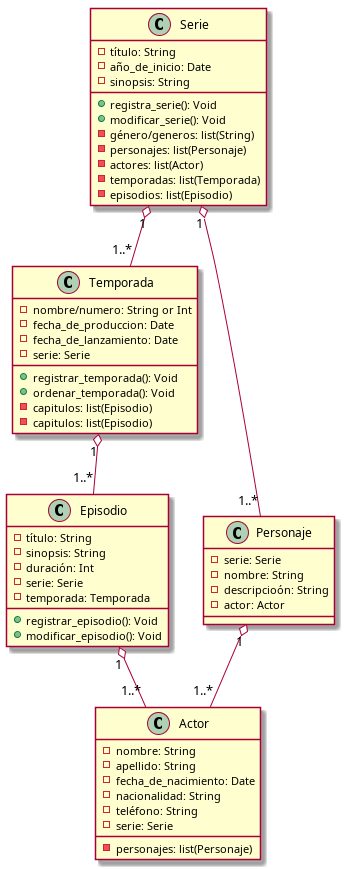 C Serie
título: String
año_de_inicio: Date
sinopsis: String
registra_serie(): Void
modificar_serie(): Void
género/generos: list(String)
personajes: list(Personaje)
actores: list(Actor)
temporadas: list(Temporada)
episodios: list(Episodio)
1
1
1..*
C Temporada
nombre/numero: String or Int
fecha_de_produccion: Date
fecha_de_lanzamiento: Date
serie: Serie
registrar_temporada(): Void
ordenar_temporada(): Void
capitulos: list(Episodio)
capitulos: list(Episodio)
1
1..*
1..*
C Episodio
título: String
sinopsis: String
duración: Int
serie: Serie
temporada: Temporada
registrar_episodio(): Void
modificar_episodio(): Void
C Personaje
serie: Serie
nombre: String
descripcioón: String
actor: Actor
1
1
1..*
1..*
C Actor
nombre: String
apellido: String
fecha_de_nacimiento: Date
nacionalidad: String
teléfono: String
serie: Serie
personajes: list(Personaje)